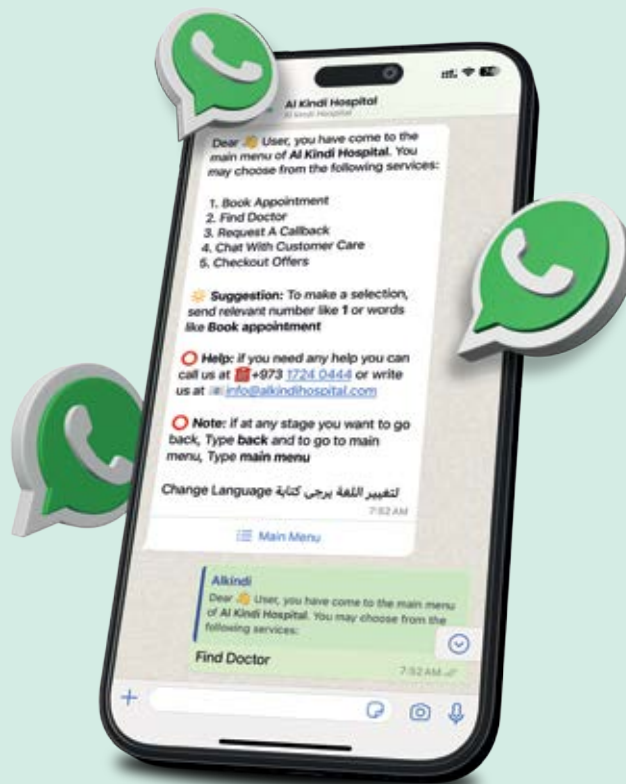 Al Kindi Hospital
Al Kindi Hospital
Dear 👋 User, you have come to the
main menu of Al Kindi Hospital. You
may choose from the following services:
1. Book Appointment
2. Find Doctor
3. Request A Callback
4. Chat With Customer Care
5. Checkout Offers
🔆 Suggestion: To make a selection,
send relevant number like 1 or words
like Book appointment
⭕ Help: if you need any help you can
call us at ☎️+973 1724 0444 or write
us at 📧 info@alkindihospital.com
⭕ Note: if at any stage you want to go
back, Type back and to go to main
menu, Type main menu
لتغيير اللغة يرجى كتابة Change Language
7:52 AM
Main Menu
Alkindi
Dear 👋 User, you have come to the main menu
of Al Kindi Hospital. You may choose from the
following services:
Find Doctor
7:52 AM